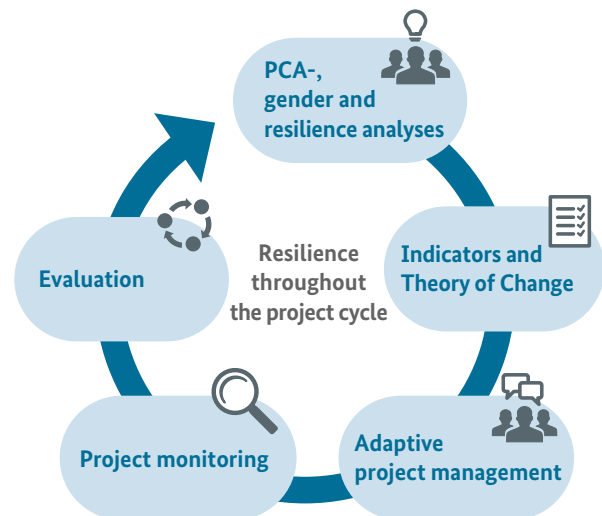 PCA-,
gender and
resilience analyses
Indicators and
Theory of Change
Adaptive
project management
Project monitoring
Evaluation
Resilience
throughout
the project cycle